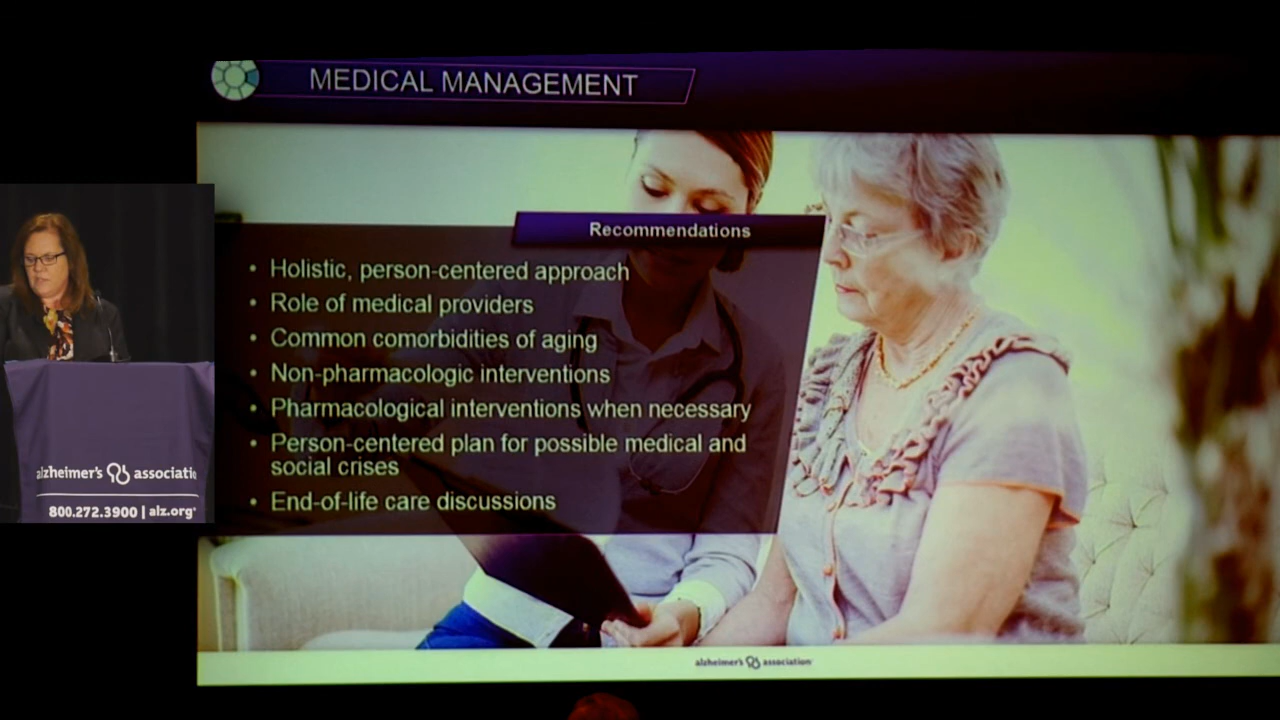 MEDICAL MANAGEMENT
Recommendations
• Holistic, person-centered approach
• Role of medical providers
• Common comorbidities of aging
• Non-pharmacologic interventions
• Pharmacological interventions when necessary
• Person-centered plan for possible medical and
social crises
• End-of-life care discussions
alzheimer's associatio
800.272.3900 | alz.org®
alzheimer's association®